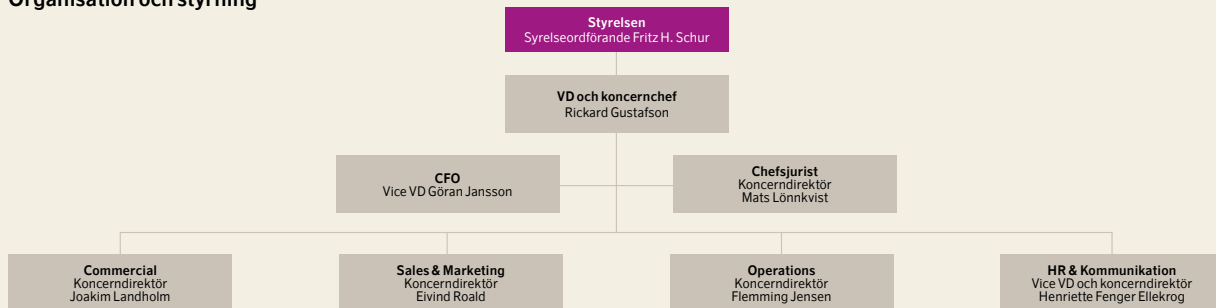 Organisation och styrning
Styrelsen
Syrelseordförande Fritz H. Schur
VD och koncernchef
Rickard Gustafson
CFO
Vice VD Göran Jansson
Chefsjurist
Koncerndirektör
Mats Lönnkvist
Commercial
Koncerndirektör
Joakim Landholm
Sales & Marketing
Koncerndirektör
Eivind Roald
Operations
Koncerndirektör
Flemming Jensen
HR & Kommunikation
Vice VD och koncerndirektör
Henriette Fenger Ellekrog